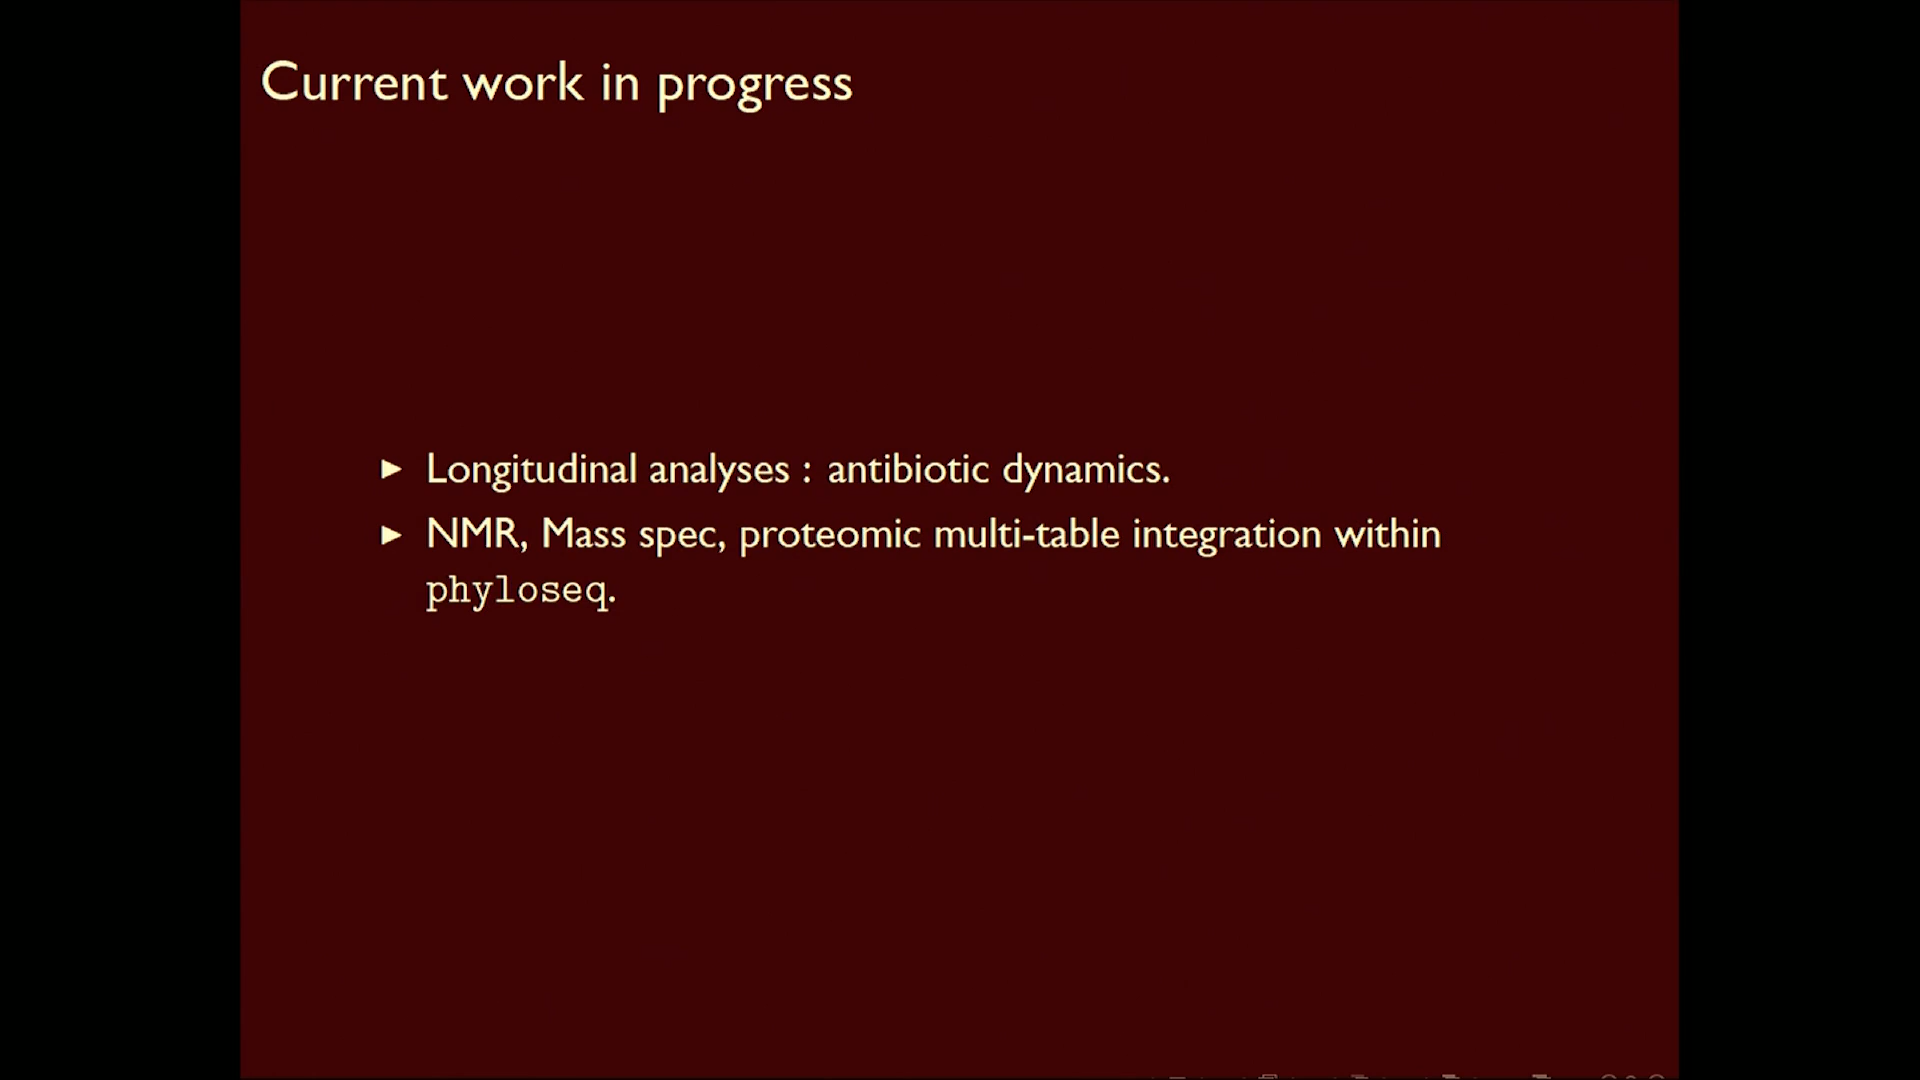 Current work in progress
► Longitudinal analyses : antibiotic dynamics.
► NMR, Mass spec, proteomic multi-table integration within
phyloseq.